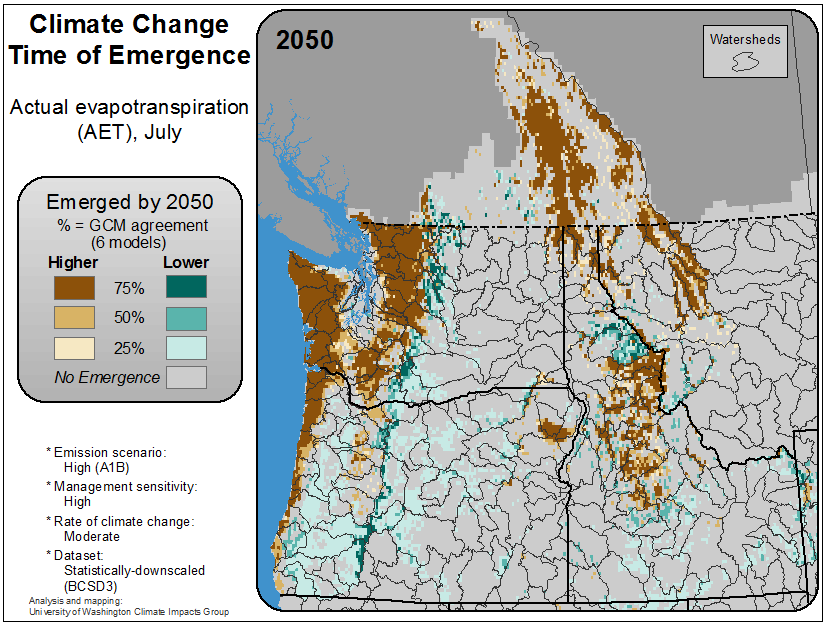 Climate Change
Time of Emergence
Actual evapotranspiration
(AET), July
Emerged by 2050
% = GCM agreement
(6 models)
Higher Lower
75%
50%
25%
No Emergence
* Emission scenario:
High (A1B)
* Management sensitivity:
High
* Rate of climate change:
Moderate
* Dataset:
Statistically-downscaled
(BCSD3)
Analysis and mapping:
University of Washington Climate Impacts Group
2050
Watersheds